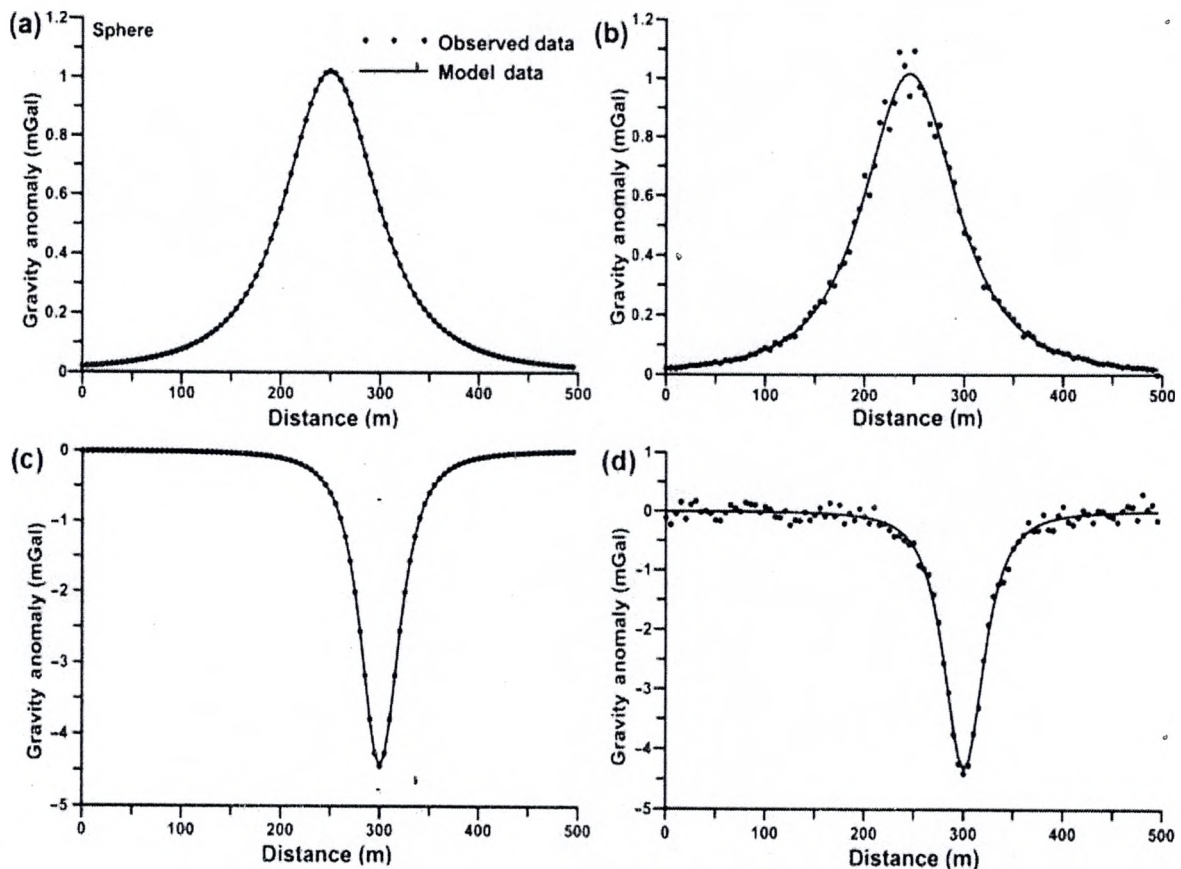 (a)
Sphere
Observed data
Model data
1.2
1
0.8
0.6
0.4
0.2
0
Gravity anomaly (mGal)
0 100 200 300 400 500
Distance (m)
(b)
1.2
1
0.8
0.6
0.4
0.2
0
Gravity anomaly (mGal)
0 100 200 300 400 500
Distance (m)
(c)
0
-1
-2
-3
-4
-5
Gravity anomaly (mGal)
0 100 200 300 400 500
Distance (m)
(d)
1
0
-1
-2
-3
-4
-5
Gravity anomaly (mGal)
0 100 200 300 400 500
Distance (m)